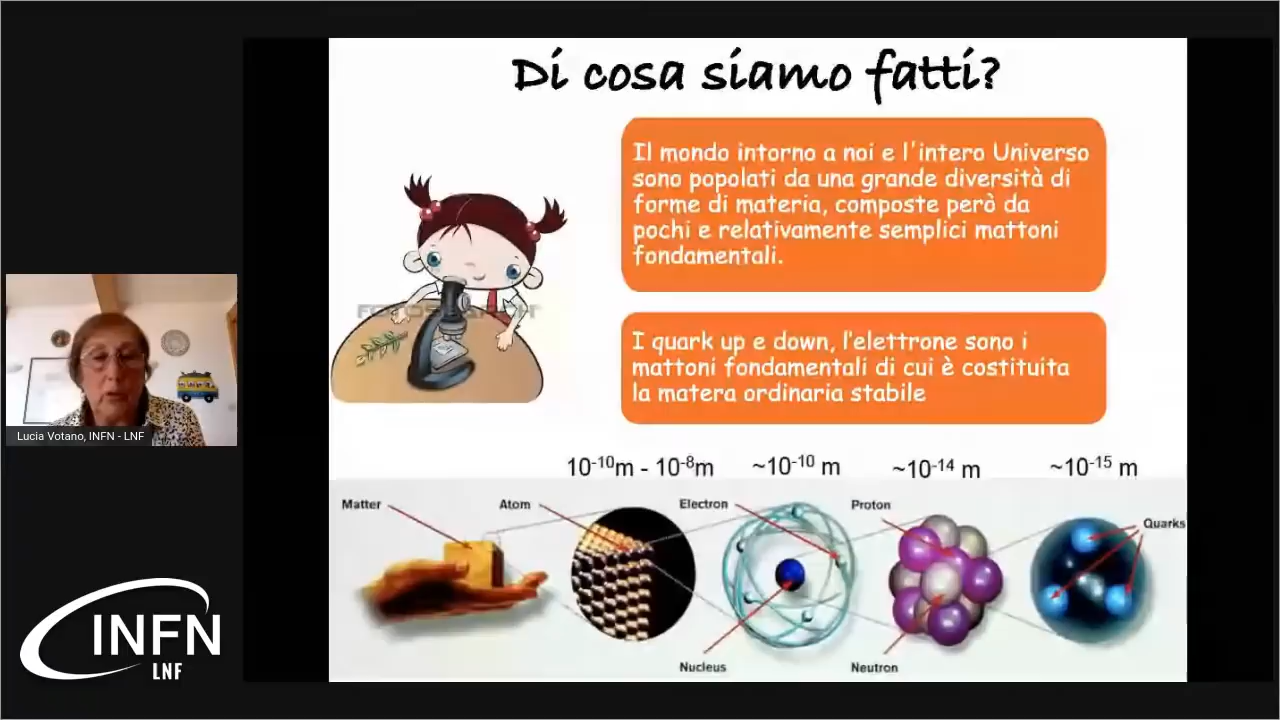 Di cosa siamo fatti?
Il mondo intorno a noi e l'intero Universo
sono popolati da una grande diversità di
forme di materia, composte però da
pochi e relativamente semplici mattoni
fondamentali.
FOTOSEARCH
I quark up e down, l'elettrone sono i
mattoni fondamentali di cui è costituita
la matera ordinaria stabile
Lucia Votano, INFN - LNF
10⁻¹⁰m - 10⁻⁸m
~10⁻¹⁰ m
~10⁻¹⁴ m
~10⁻¹⁵ m
Matter
Atom
Electron
Proton
Quarks
Nucleus
Neutron
INFN
LNF